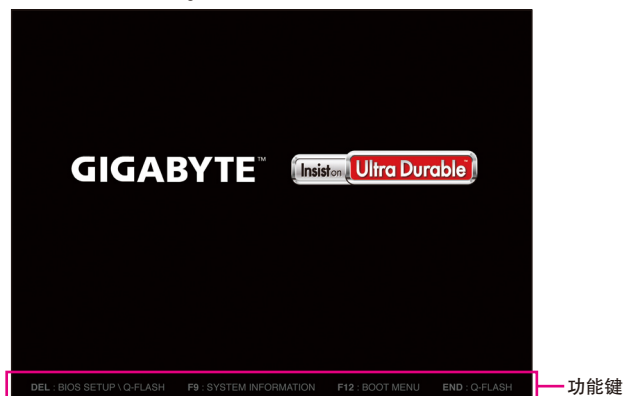 GIGABYTE™
Insist on Ultra Durable™
DEL : BIOS SETUP \ Q-FLASH F9 : SYSTEM INFORMATION F12 : BOOT MENU END : Q-FLASH
功能键